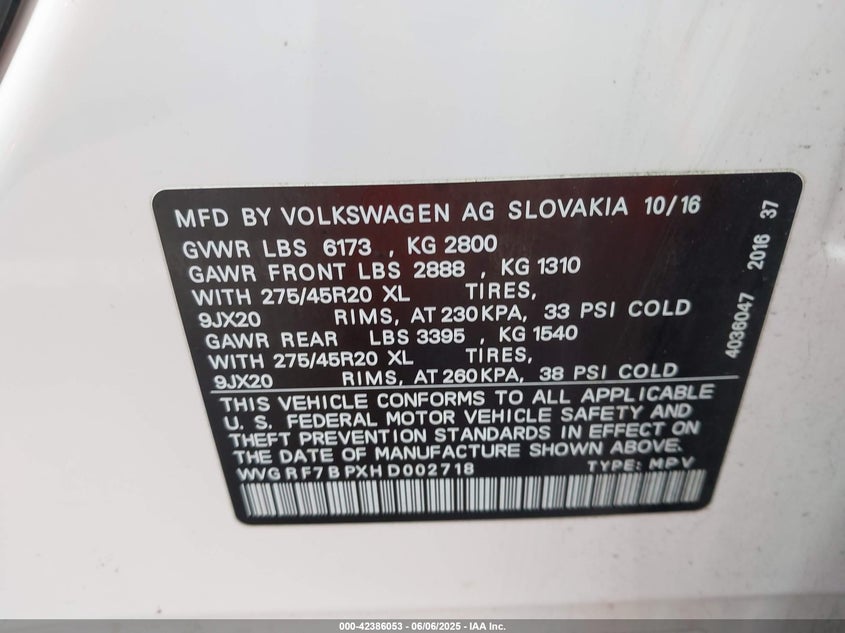 MFD BY VOLKSWAGEN AG SLOVAKIA 10/16
GVWR LBS 6173 , KG 2800
GAWR FRONT LBS 2888 , KG 1310
WITH 275/45R20 XL TIRES,
9JX20 RIMS, AT 230KPA, 33 PSI COLD
GAWR REAR LBS 3395 , KG 1540
WITH 275/45R20 XL TIRES,
9JX20 RIMS, AT 260KPA, 38 PSI COLD
THIS VEHICLE CONFORMS TO ALL APPLICABLE
U. S. FEDERAL MOTOR VEHICLE SAFETY AND
THEFT PREVENTION STANDARDS IN EFFECT ON
THE DATE OF MANUFACTURE SHOWN ABOVE.
WVGRF7BPXHD002718 TYPE: MPV
4036047 2016 37
000-42386053 - 06/06/2025 - IAA Inc.